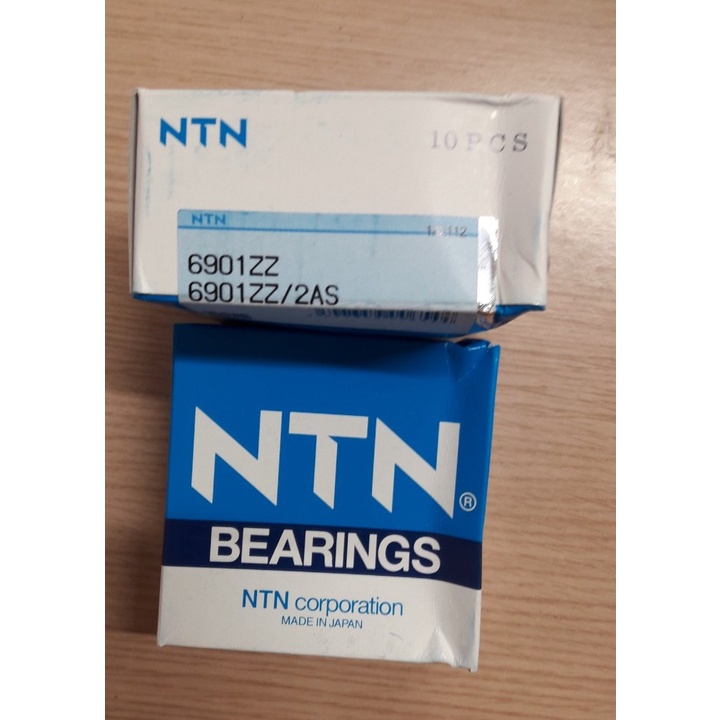 NTN
10PCS
NTN
6901ZZ
6901ZZ/2AS
NTN®
BEARINGS
NTN corporation
MADE IN JAPAN